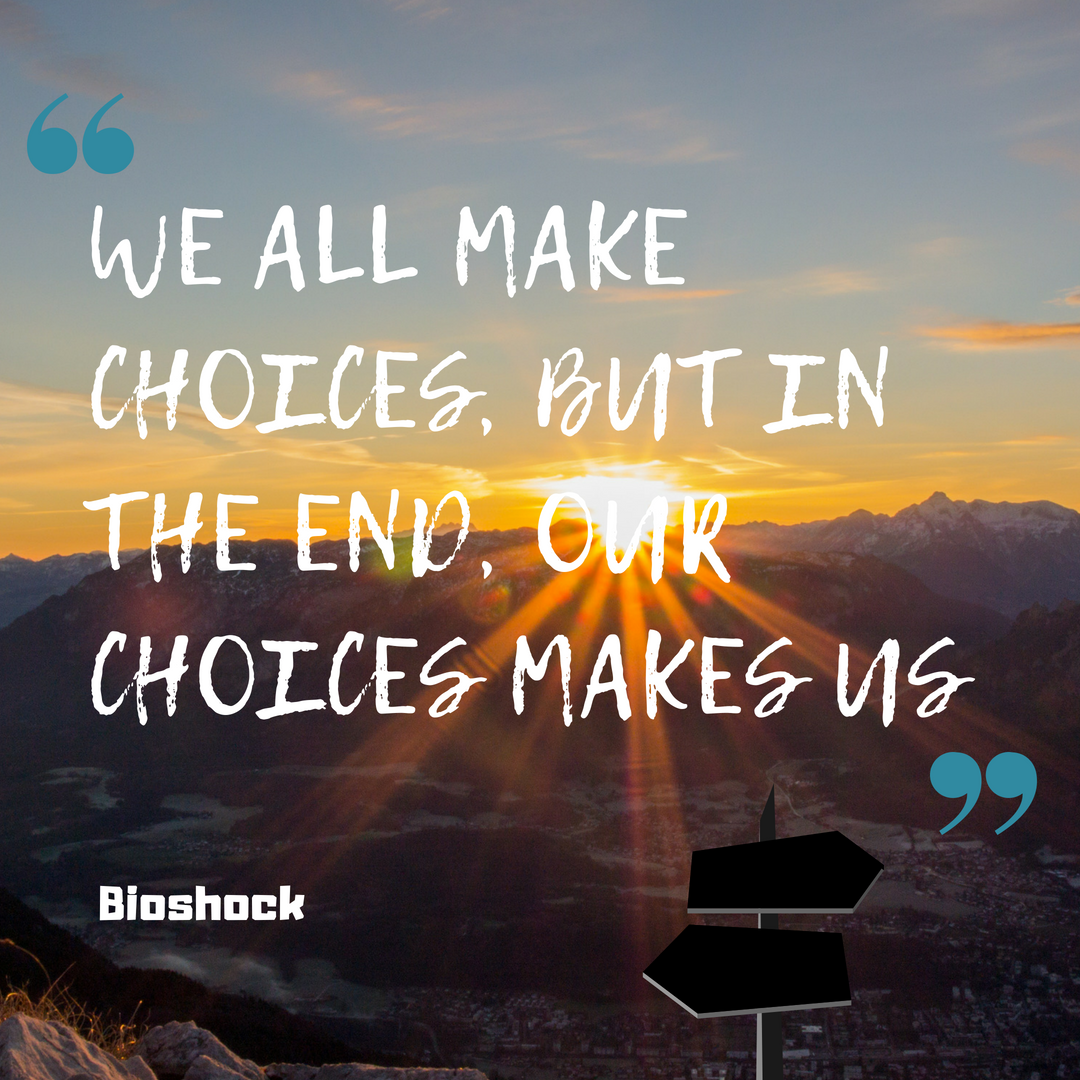 “
WE ALL MAKE
CHOICES, BUT IN
THE END, OUR
CHOICES MAKES US
”
Bioshock